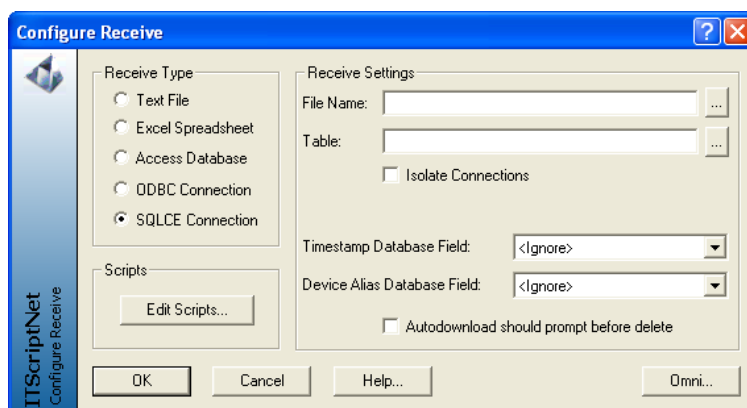 Configure Receive
Receive Type
Text File
Excel Spreadsheet
Access Database
ODBC Connection
SQLCE Connection
Scripts
Edit Scripts...
Receive Settings
File Name: ...
Table: ...
Isolate Connections
Timestamp Database Field: <Ignore>
Device Alias Database Field: <Ignore>
Autodownload should prompt before delete
OK Cancel Help... Omni...
ITScriptNet
Configure Receive